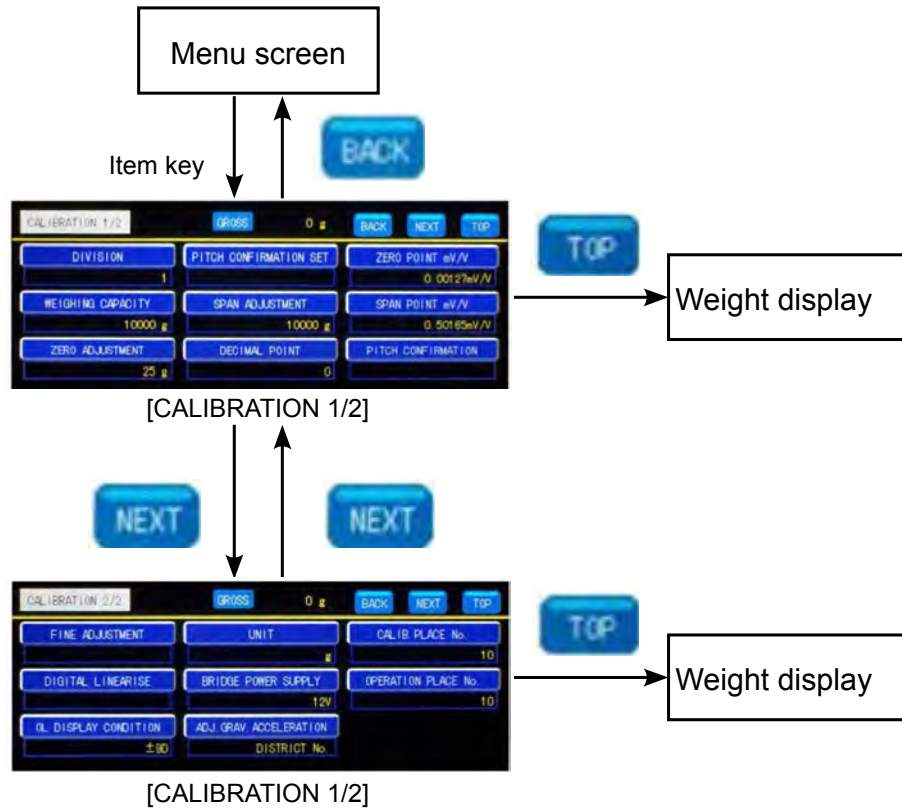 Menu screen
Item key
BACK
CALIBRATION 1/2 GROSS 0 g BACK NEXT TOP
DIVISION PITCH CONFIRMATION SET ZERO POINT mV/V
1 0.00127mV/V
WEIGHING CAPACITY SPAN ADJUSTMENT SPAN POINT mV/V
10000 g 10000 g 0.50165mV/V
ZERO ADJUSTMENT DECIMAL POINT PITCH CONFIRMATION
25 g 0
TOP
Weight display
[CALIBRATION 1/2]
NEXT NEXT
CALIBRATION 2/2 GROSS 0 g BACK NEXT TOP
FINE ADJUSTMENT UNIT CALIB PLACE No.
g 10
DIGITAL LINEARISE BRIDGE POWER SUPPLY OPERATION PLACE No.
12V 10
OL DISPLAY CONDITION ADJ. GRAV. ACCELERATION
±9D DISTRICT No.
TOP
Weight display
[CALIBRATION 1/2]